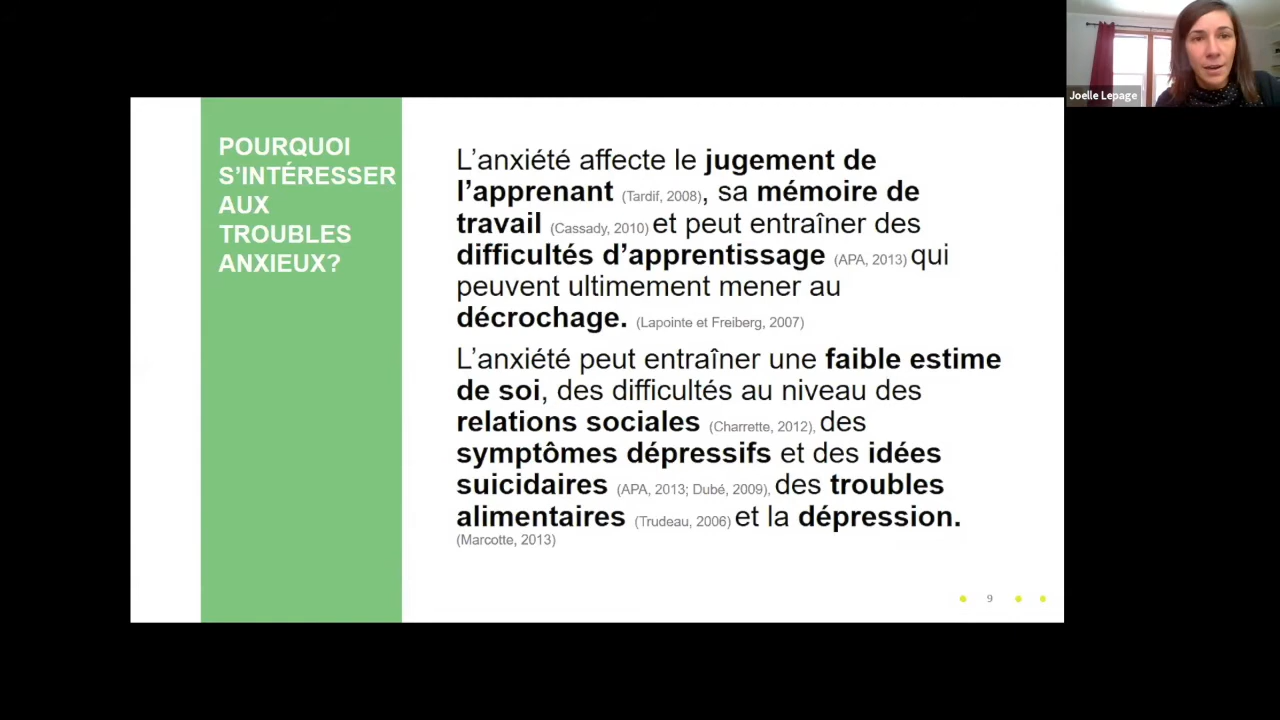 Joelle Lepage
POURQUOI
S’INTÉRESSER
AUX
TROUBLES
ANXIEUX?
L’anxiété affecte le jugement de
l’apprenant (Tardif, 2008), sa mémoire de
travail (Cassady, 2010) et peut entraîner des
difficultés d’apprentissage (APA, 2013) qui
peuvent ultimement mener au
décrochage. (Lapointe et Freiberg, 2007)
L’anxiété peut entraîner une faible estime
de soi, des difficultés au niveau des
relations sociales (Charrette, 2012), des
symptômes dépressifs et des idées
suicidaires (APA, 2013; Dubé, 2009), des troubles
alimentaires (Trudeau, 2006) et la dépression.
(Marcotte, 2013)
9